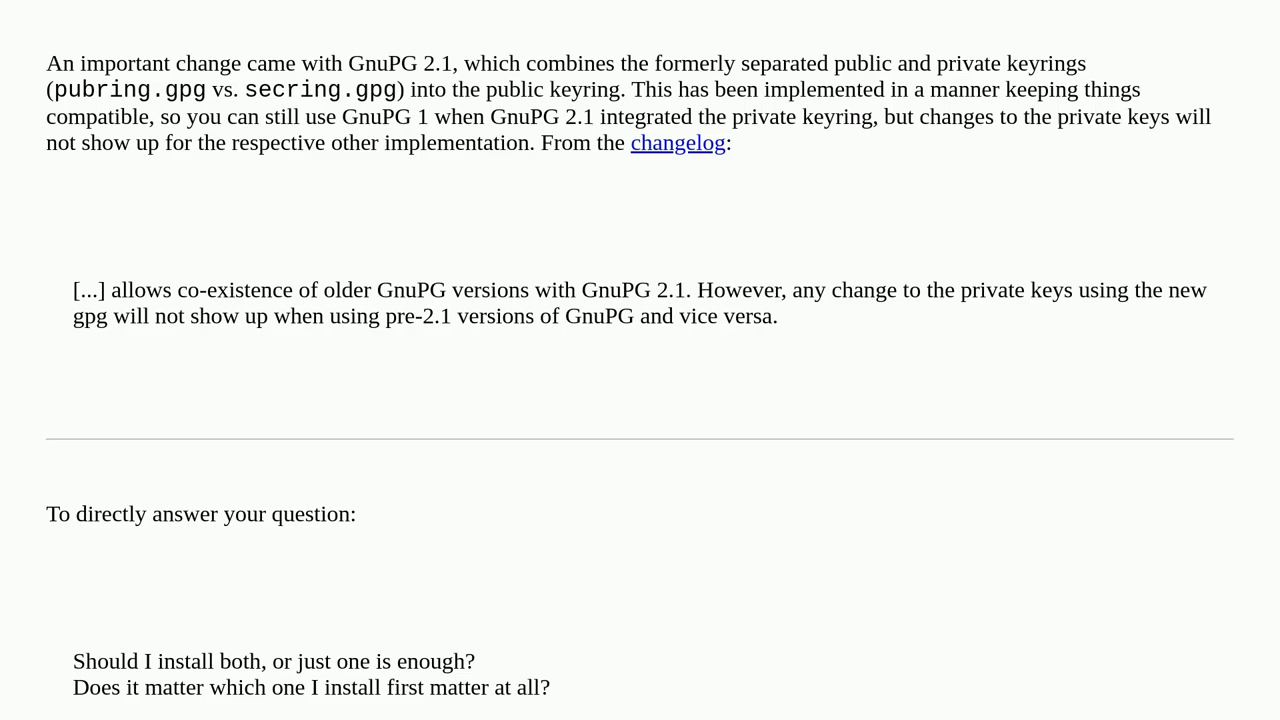 An important change came with GnuPG 2.1, which combines the formerly separated public and private keyrings
(pubring.gpg vs. secring.gpg) into the public keyring. This has been implemented in a manner keeping things
compatible, so you can still use GnuPG 1 when GnuPG 2.1 integrated the private keyring, but changes to the private keys will
not show up for the respective other implementation. From the changelog:
[...] allows co-existence of older GnuPG versions with GnuPG 2.1. However, any change to the private keys using the new
gpg will not show up when using pre-2.1 versions of GnuPG and vice versa.
To directly answer your question:
Should I install both, or just one is enough?
Does it matter which one I install first matter at all?